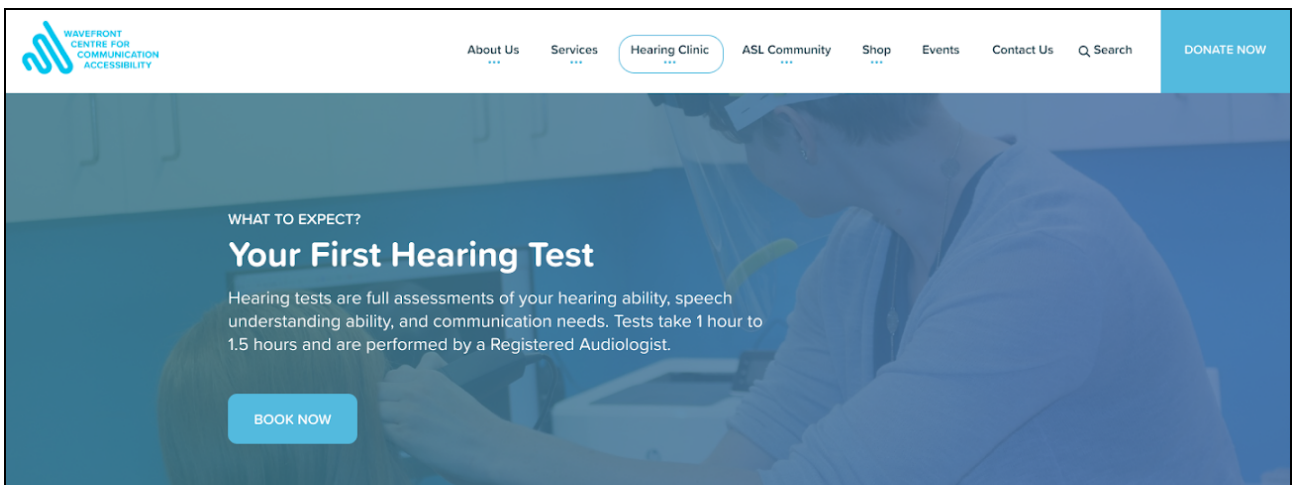 WAVEFRONT
CENTRE FOR
COMMUNICATION
ACCESSIBILITY
About Us Services Hearing Clinic ASL Community Shop Events Contact Us Search DONATE NOW
WHAT TO EXPECT?
Your First Hearing Test
Hearing tests are full assessments of your hearing ability, speech
understanding ability, and communication needs. Tests take 1 hour to
1.5 hours and are performed by a Registered Audiologist.
BOOK NOW